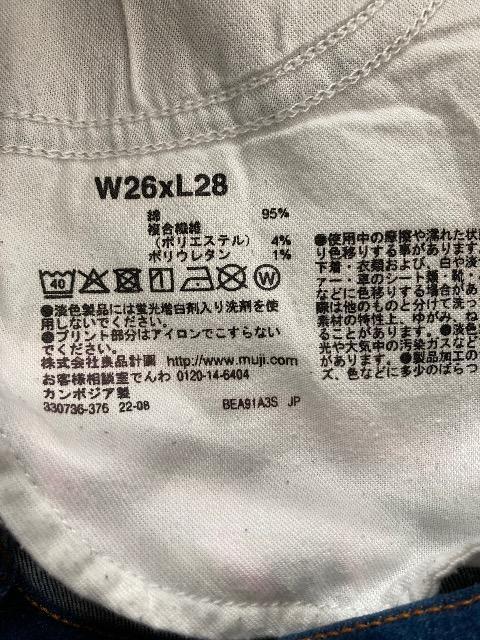 W26xL28
綿 95%
複合繊維
(ポリエステル) 4%
ポリウレタン 1%
40 W
●淡色製品には蛍光増白剤入り洗剤を使
用しないでください。
●プリント部分はアイロンでこすらない
でください。
株式会社良品計画 http://www.muji.com
お客様相談室でんわ 0120-14-6404
カンボジア製
330736-376 22-08 BEA91A3S JP
●使用中の摩擦や濡れた状
り色移りする事があります
下着・衣類および、白や淡
アー・車のシート類・靴・
などに色移りする場合があ
際は他のものと分けて洗っ
素材の特性上、ゆがみ、ね
ることがあります。●淡色
光や大気中の汚染ガスなど
があります。●製品加工の
ズ、色などに多少のばらつ